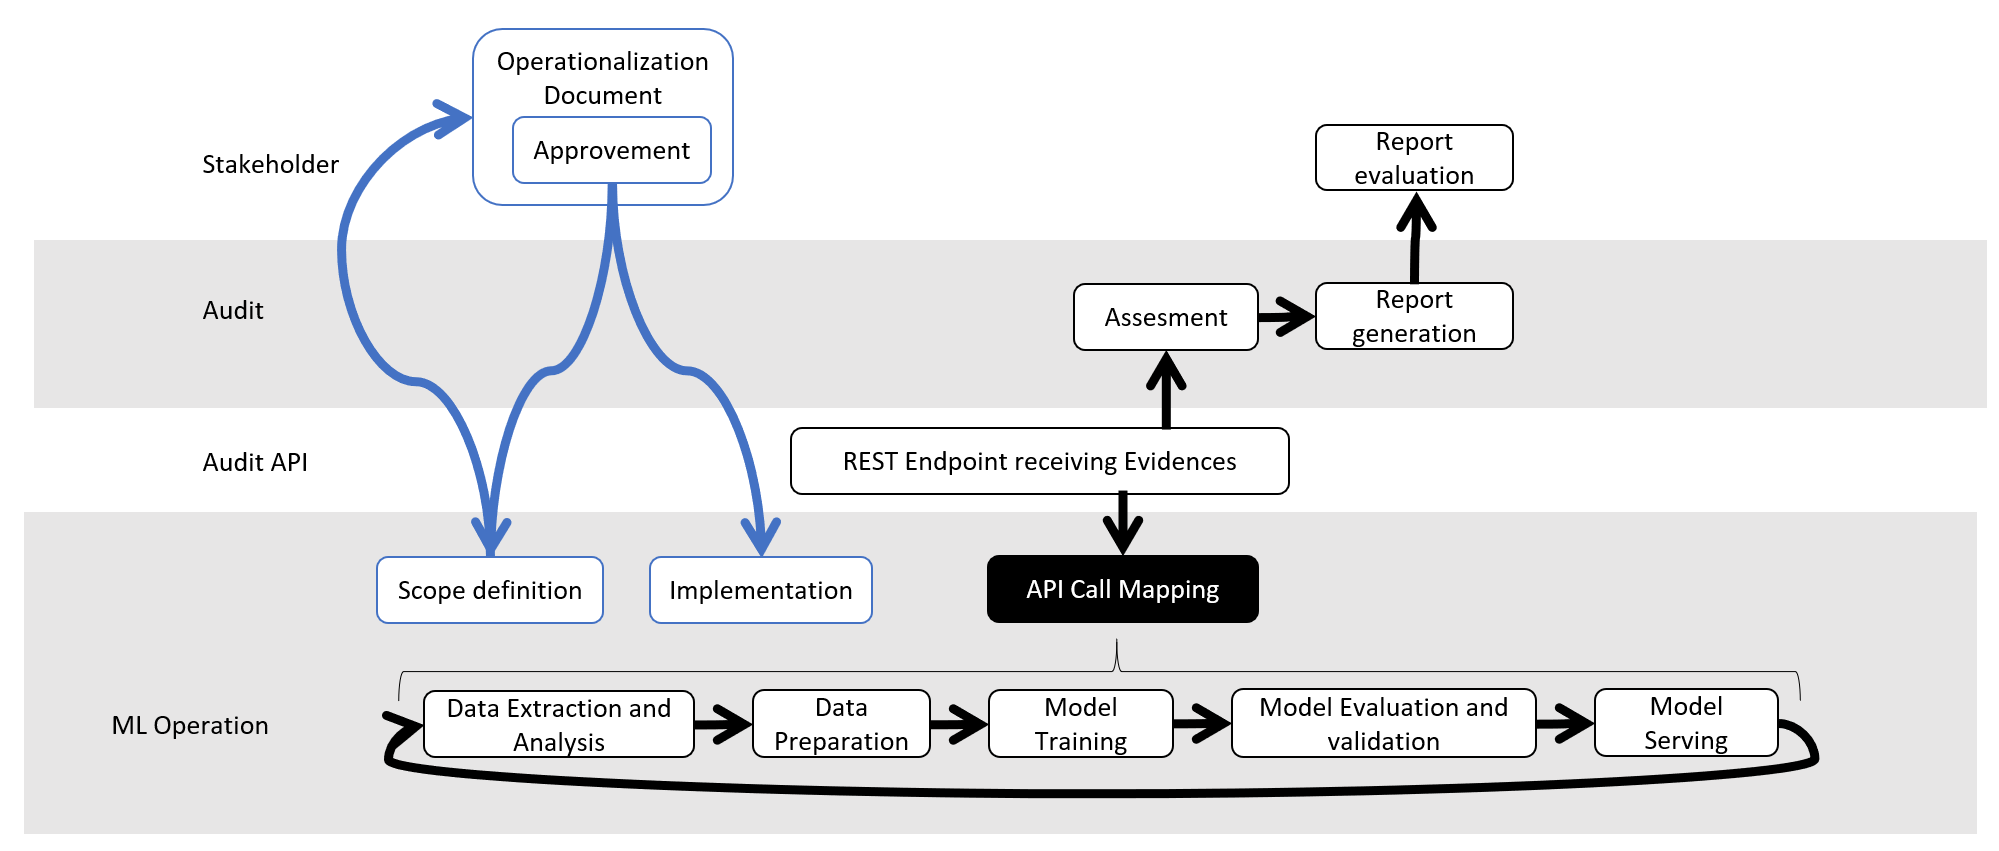 Operationalization
Document
Approvement
Stakeholder
Report
evaluation
Audit
Assesment
Report
generation
Audit API
REST Endpoint receiving Evidences
Scope definition
Implementation
API Call Mapping
ML Operation
Data Extraction and
Analysis
Data
Preparation
Model
Training
Model Evaluation and
validation
Model
Serving